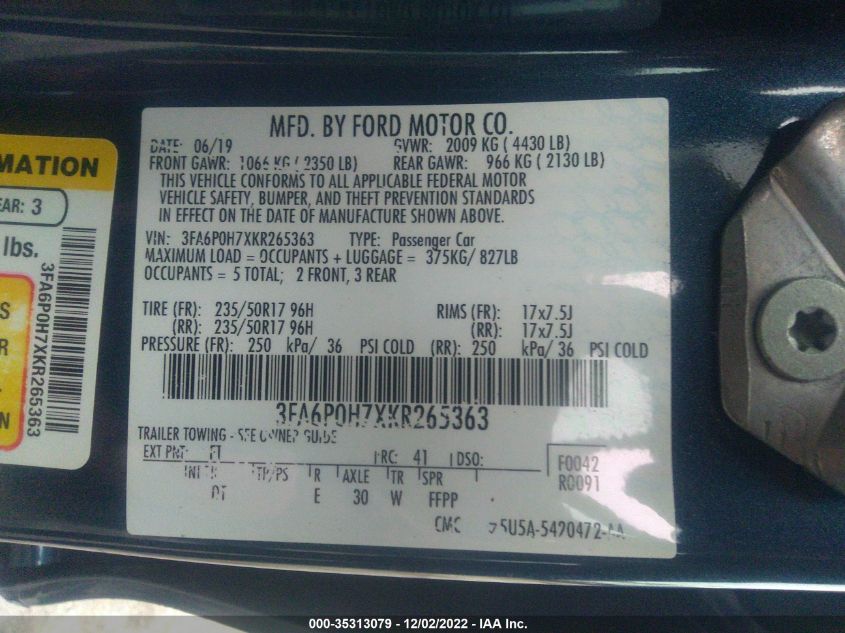 MATION
EAR: 3
lbs.
S
R
R
3FA6P0H7XKR265363
MFD. BY FORD MOTOR CO.
DATE: 06/19 GVWR: 2009 KG (4430 LB)
FRONT GAWR: 1066 KG (2350 LB) REAR GAWR: 966 KG (2130 LB)
THIS VEHICLE CONFORMS TO ALL APPLICABLE FEDERAL MOTOR
VEHICLE SAFETY, BUMPER, AND THEFT PREVENTION STANDARDS
IN EFFECT ON THE DATE OF MANUFACTURE SHOWN ABOVE.
VIN: 3FA6P0H7XKR265363 TYPE: Passenger Car
MAXIMUM LOAD = OCCUPANTS + LUGGAGE = 375KG/ 827LB
OCCUPANTS = 5 TOTAL; 2 FRONT, 3 REAR
TIRE (FR): 235/50R17 96H RIMS (FR): 17x7.5J
(RR): 235/50R17 96H (RR): 17x7.5J
PRESSURE (FR): 250 kPa/ 36 PSI COLD (RR): 250 kPa/ 36 PSI COLD
3FA6P0H7XKR265363
TRAILER TOWING - SEE OWNER GUIDE
EXT PNT: RC: 41 DSO: F0042
R0091
TP/PS R AXLE TR SPR
E 30 W FFPP
CMC 5U5A-5420472-AA
000-35313079 - 12/02/2022 - IAA Inc.